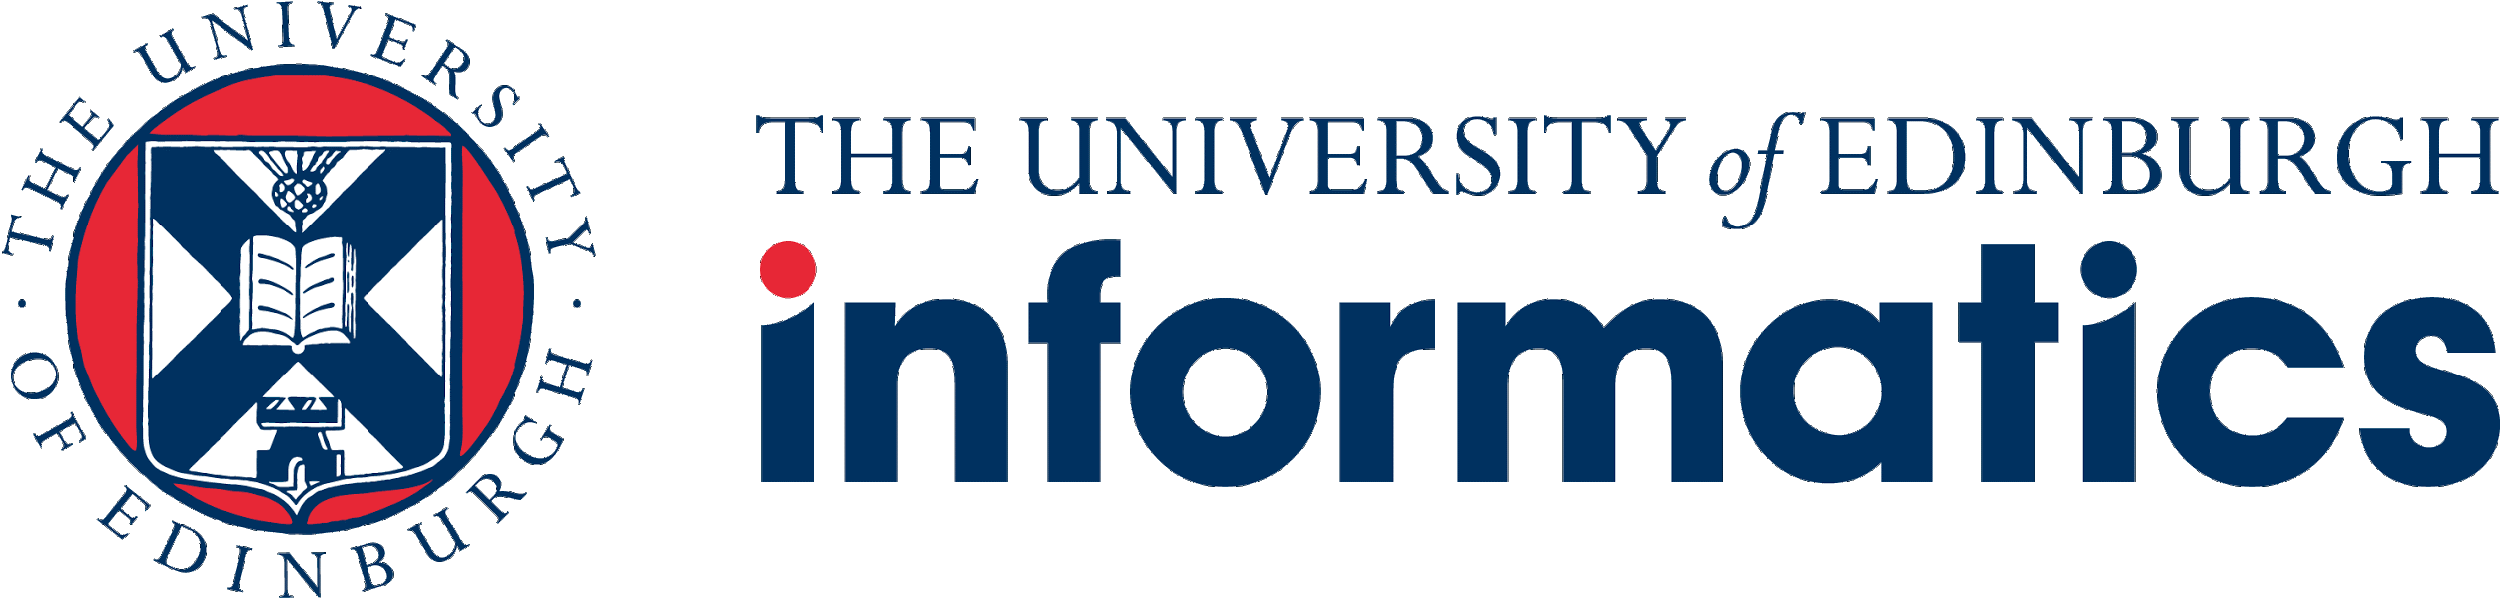 THE UNIVERSITY
OF EDINBURGH
THE UNIVERSITY of EDINBURGH
informatics